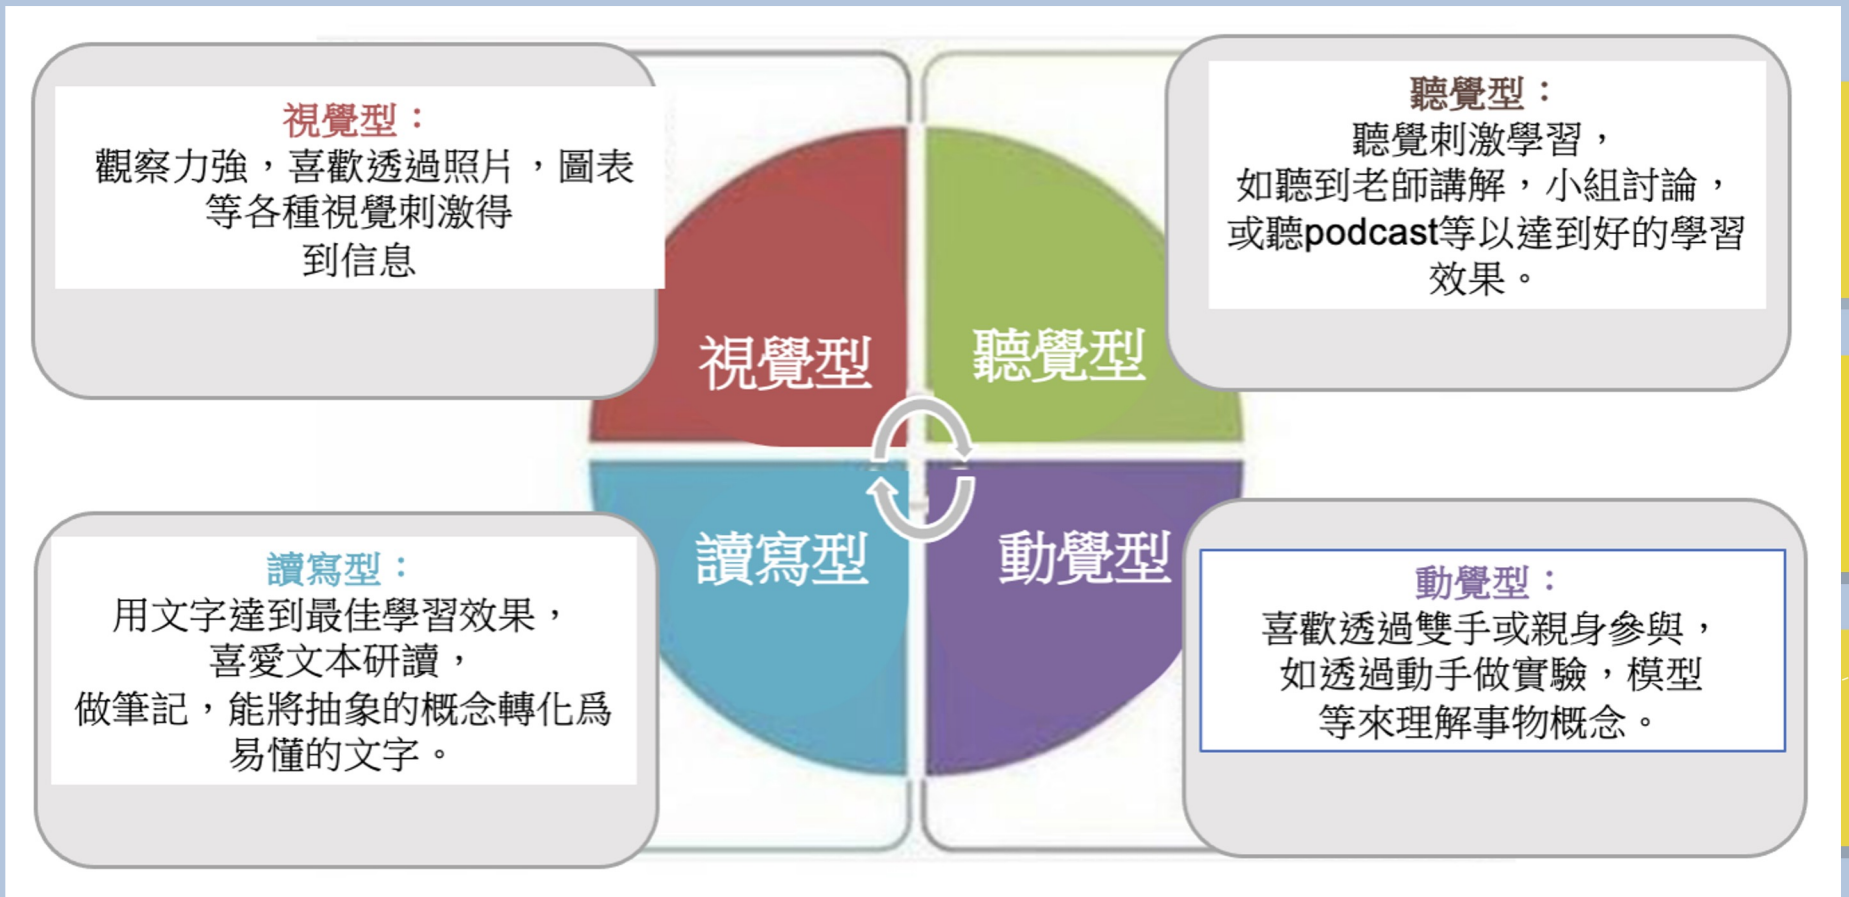 視覺型：
觀察力強，喜歡透過照片，圖表
等各種視覺刺激得
到信息
聽覺型：
聽覺刺激學習，
如聽到老師講解，小組討論，
或聽podcast等以達到好的學習
效果。
視覺型
聽覺型
讀寫型
動覺型
讀寫型：
用文字達到最佳學習效果，
喜愛文本研讀，
做筆記，能將抽象的概念轉化爲
易懂的文字。
動覺型：
喜歡透過雙手或親身參與，
如透過動手做實驗，模型
等來理解事物概念。